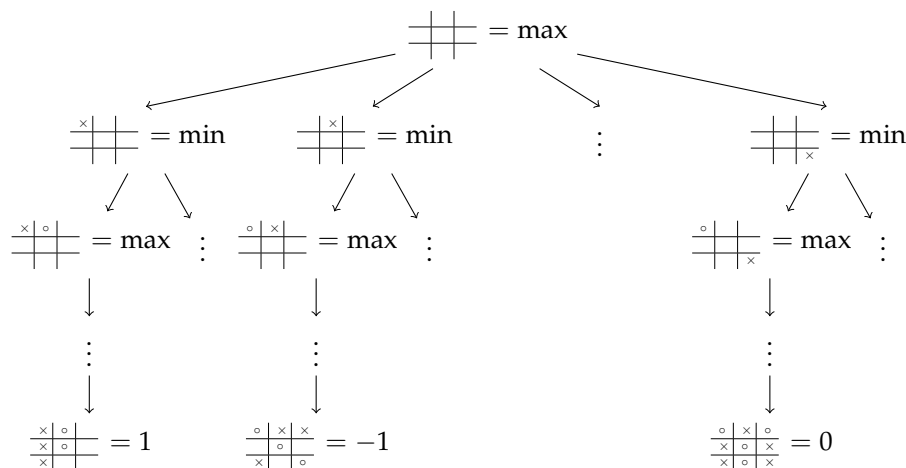 = max
× = min × = min ⋮ × = min
× ∘ = max ⋮ ∘ × = max ⋮ ∘ × = max ⋮
⋮ ⋮ ⋮
× ∘ × ∘ × = 1 ∘ × × ∘ × ∘ = −1 ∘ × ∘ × ∘ × × ∘ × = 0